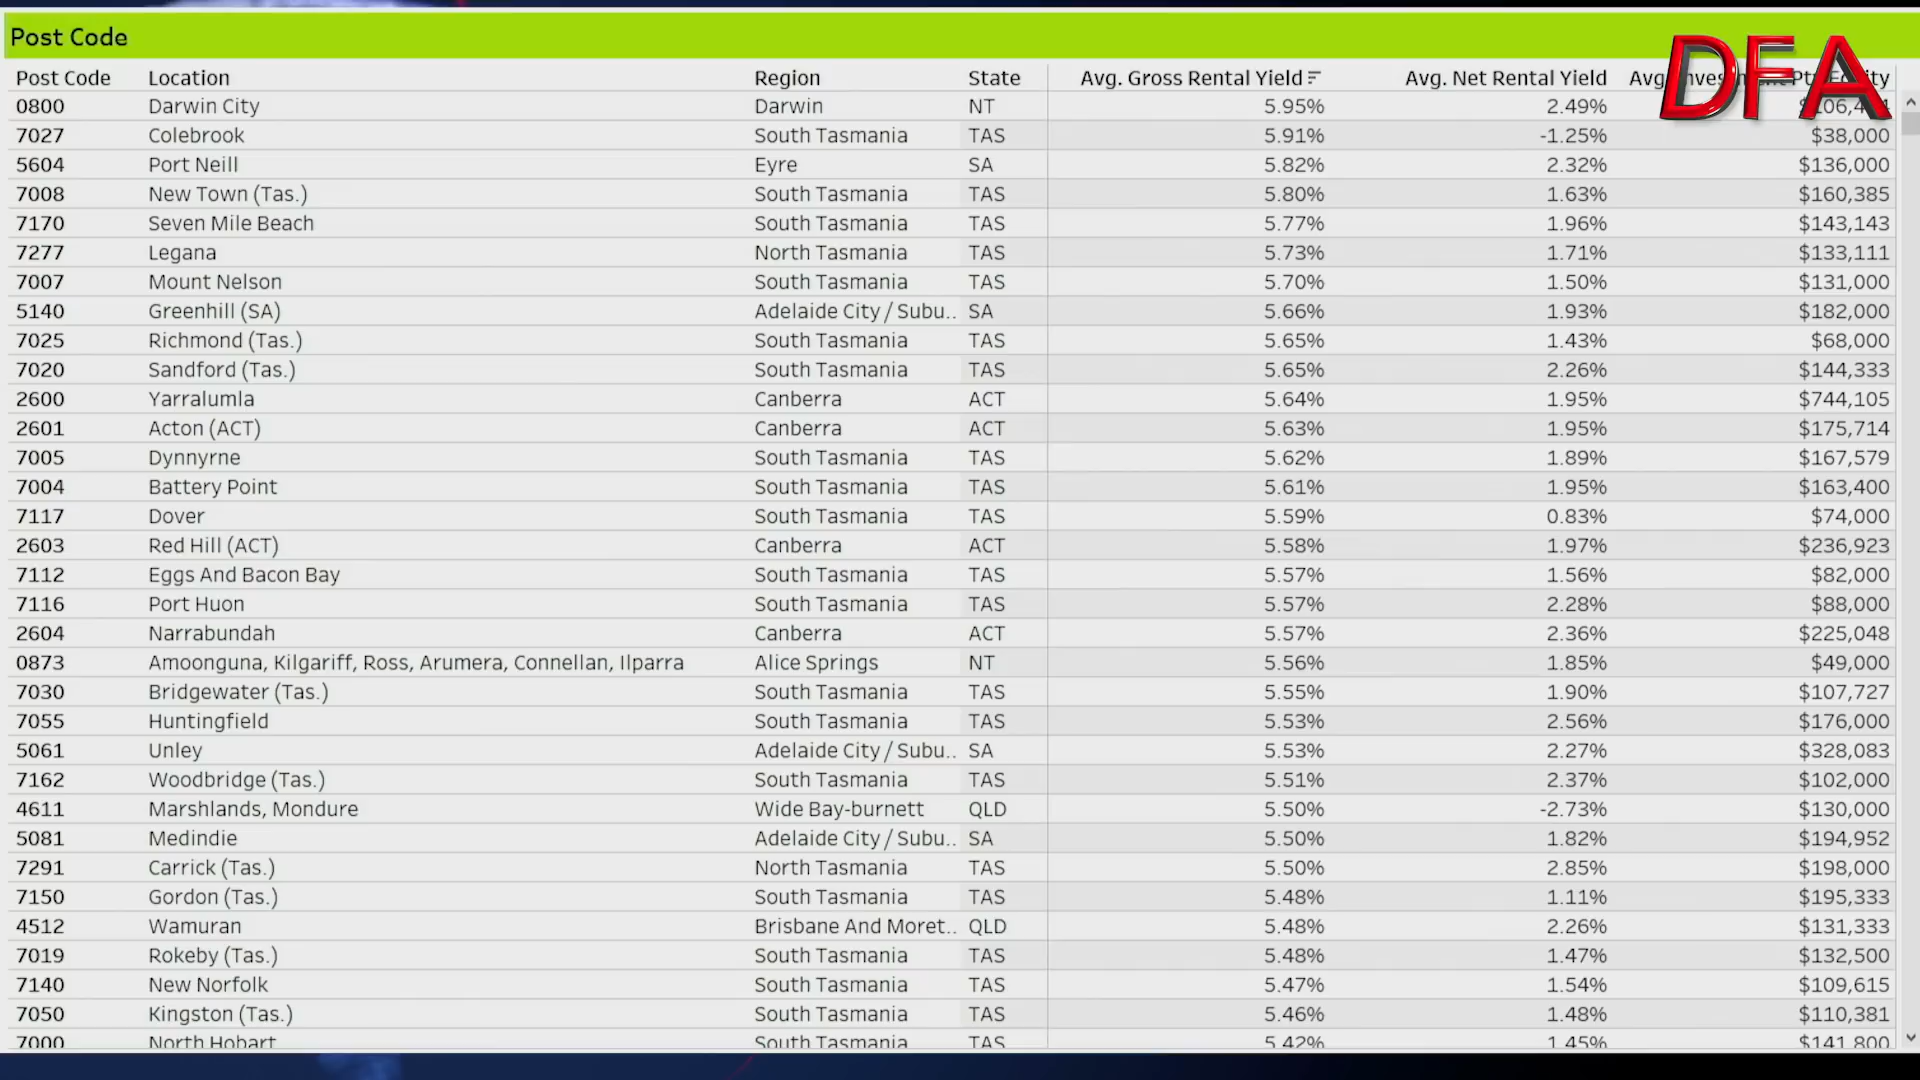 Post Code
DFA
Post Code Location Region State Avg. Gross Rental Yield Avg. Net Rental Yield
0800 Darwin City Darwin NT 5.95% 2.49%
7027 Colebrook South Tasmania TAS 5.91% -1.25% $38,000
5604 Port Neill Eyre SA 5.82% 2.32% $136,000
7008 New Town (Tas.) South Tasmania TAS 5.80% 1.63% $160,385
7170 Seven Mile Beach South Tasmania TAS 5.77% 1.96% $143,143
7277 Legana North Tasmania TAS 5.73% 1.71% $133,111
7007 Mount Nelson South Tasmania TAS 5.70% 1.50% $131,000
5140 Greenhill (SA) Adelaide City / Subu.. SA 5.66% 1.93% $182,000
7025 Richmond (Tas.) South Tasmania TAS 5.65% 1.43% $68,000
7020 Sandford (Tas.) South Tasmania TAS 5.65% 2.26% $144,333
2600 Yarralumla Canberra ACT 5.64% 1.95% $744,105
2601 Acton (ACT) Canberra ACT 5.63% 1.95% $175,714
7005 Dynnyrne South Tasmania TAS 5.62% 1.89% $167,579
7004 Battery Point South Tasmania TAS 5.61% 1.95% $163,400
7117 Dover South Tasmania TAS 5.59% 0.83% $74,000
2603 Red Hill (ACT) Canberra ACT 5.58% 1.97% $236,923
7112 Eggs And Bacon Bay South Tasmania TAS 5.57% 1.56% $82,000
7116 Port Huon South Tasmania TAS 5.57% 2.28% $88,000
2604 Narrabundah Canberra ACT 5.57% 2.36% $225,048
0873 Amoonguna, Kilgariff, Ross, Arumera, Connellan, Ilparra Alice Springs NT 5.56% 1.85% $49,000
7030 Bridgewater (Tas.) South Tasmania TAS 5.55% 1.90% $107,727
7055 Huntingfield South Tasmania TAS 5.53% 2.56% $176,000
5061 Unley Adelaide City / Subu.. SA 5.53% 2.27% $328,083
7162 Woodbridge (Tas.) South Tasmania TAS 5.51% 2.37% $102,000
4611 Marshlands, Mondure Wide Bay-burnett QLD 5.50% -2.73% $130,000
5081 Medindie Adelaide City / Subu.. SA 5.50% 1.82% $194,952
7291 Carrick (Tas.) North Tasmania TAS 5.50% 2.85% $198,000
7150 Gordon (Tas.) South Tasmania TAS 5.48% 1.11% $195,333
4512 Wamuran Brisbane And Moret.. QLD 5.48% 2.26% $131,333
7019 Rokeby (Tas.) South Tasmania TAS 5.48% 1.47% $132,500
7140 New Norfolk South Tasmania TAS 5.47% 1.54% $109,615
7050 Kingston (Tas.) South Tasmania TAS 5.46% 1.48% $110,381
7000 North Hobart South Tasmania TAS 5.42% 1.45% $141,800